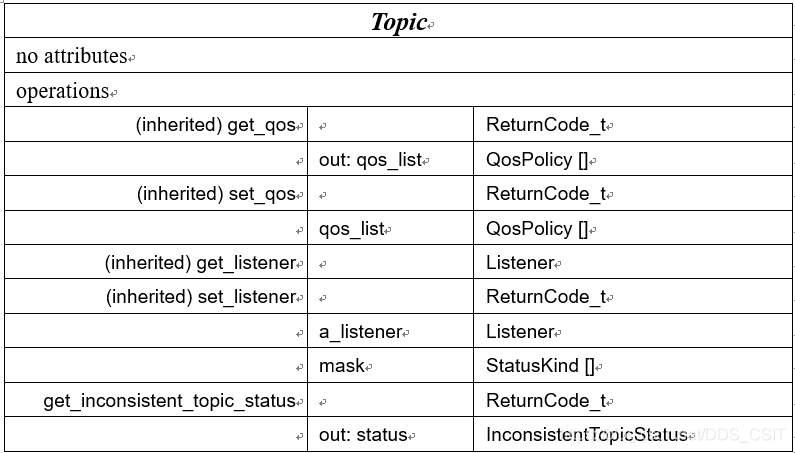 Topic
no attributes
operations
(inherited) get_qos ReturnCode_t
out: qos_list QosPolicy []
(inherited) set_qos ReturnCode_t
qos_list QosPolicy []
(inherited) get_listener Listener
(inherited) set_listener ReturnCode_t
a_listener Listener
mask StatusKind []
get_inconsistent_topic_status ReturnCode_t
out: status InconsistentTopicStatus
/DDS_CSIT